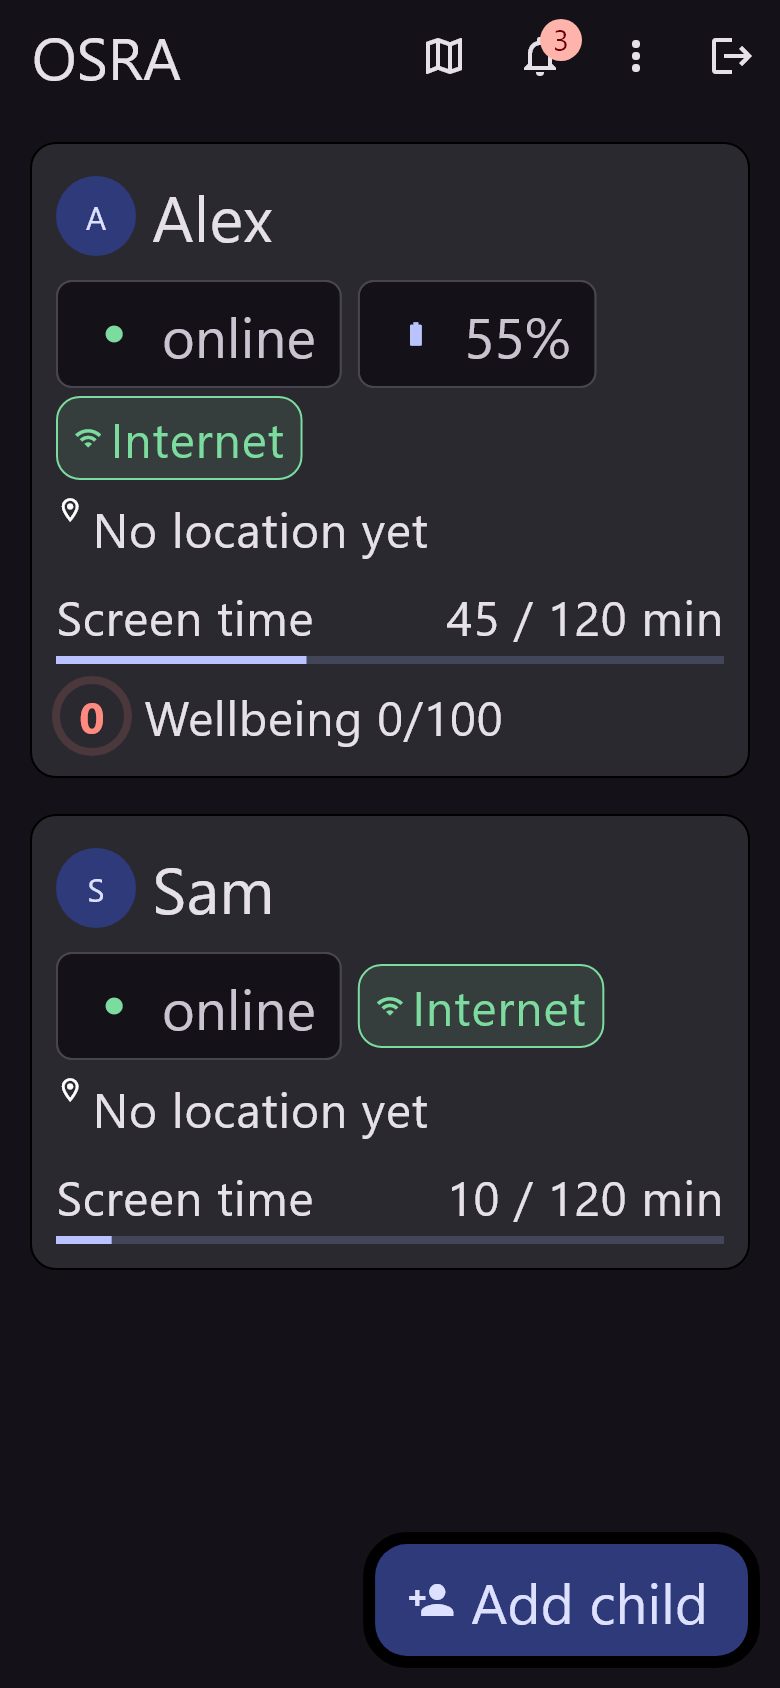 OSRA
3
A
Alex
online
55%
Internet
No location yet
Screen time 45 / 120 min
0
Wellbeing 0/100
S
Sam
online
Internet
No location yet
Screen time 10 / 120 min
Add child